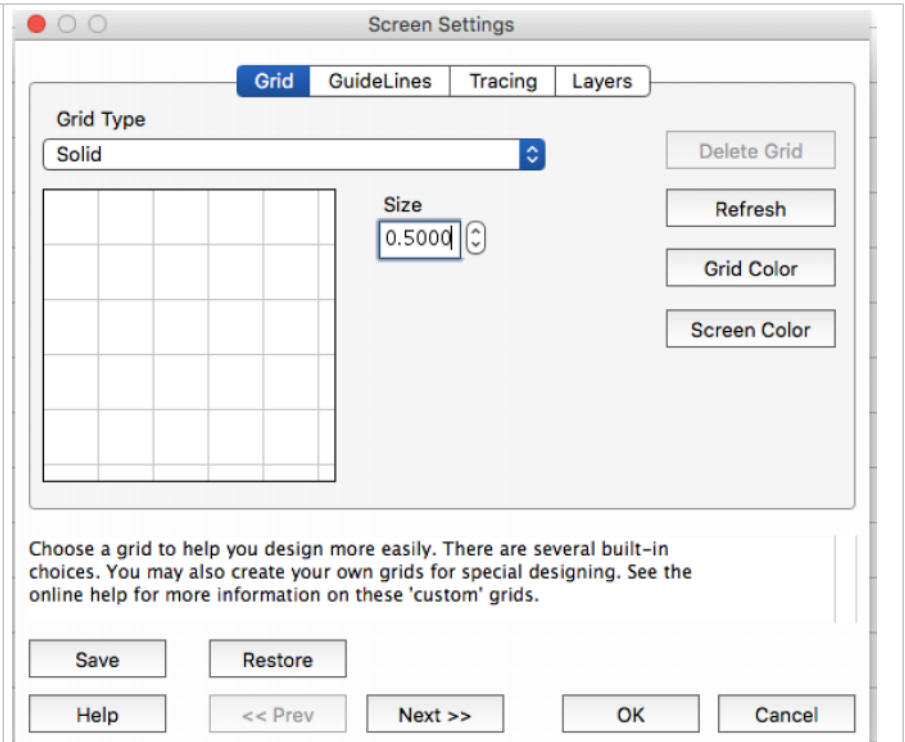 Screen Settings
Grid
GuideLines
Tracing
Layers
Grid Type
Solid
Delete Grid
Size
0.5000
Refresh
Grid Color
Screen Color
Choose a grid to help you design more easily. There are several built-in
choices. You may also create your own grids for special designing. See the
online help for more information on these 'custom' grids.
Save
Restore
Help
<< Prev
Next >>
OK
Cancel